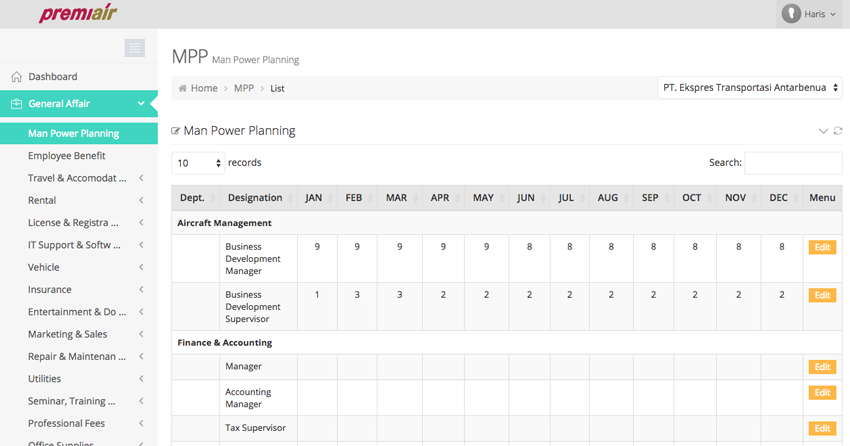 premiair
Haris
MPP Man Power Planning
Home > MPP > List
PT. Ekspres Transportasi Antarbenua
Dashboard
General Affair
Man Power Planning
Employee Benefit
Travel & Accomodat ...
Rental
License & Registra ...
IT Support & Softw ...
Vehicle
Insurance
Entertainment & Do ...
Marketing & Sales
Repair & Maintenan ...
Utilities
Seminar, Training ...
Professional Fees
Office Supplies
Man Power Planning
10 records
Search:
Dept. Designation JAN FEB MAR APR MAY JUN JUL AUG SEP OCT NOV DEC Menu
Aircraft Management
Business
Development
Manager
9 9 9 9 9 8 8 8 8 8 8 8 Edit
Business
Development
Supervisor
1 3 3 2 2 2 2 2 2 2 2 2 Edit
Finance & Accounting
Manager Edit
Accounting
Manager
Edit
Tax Supervisor Edit